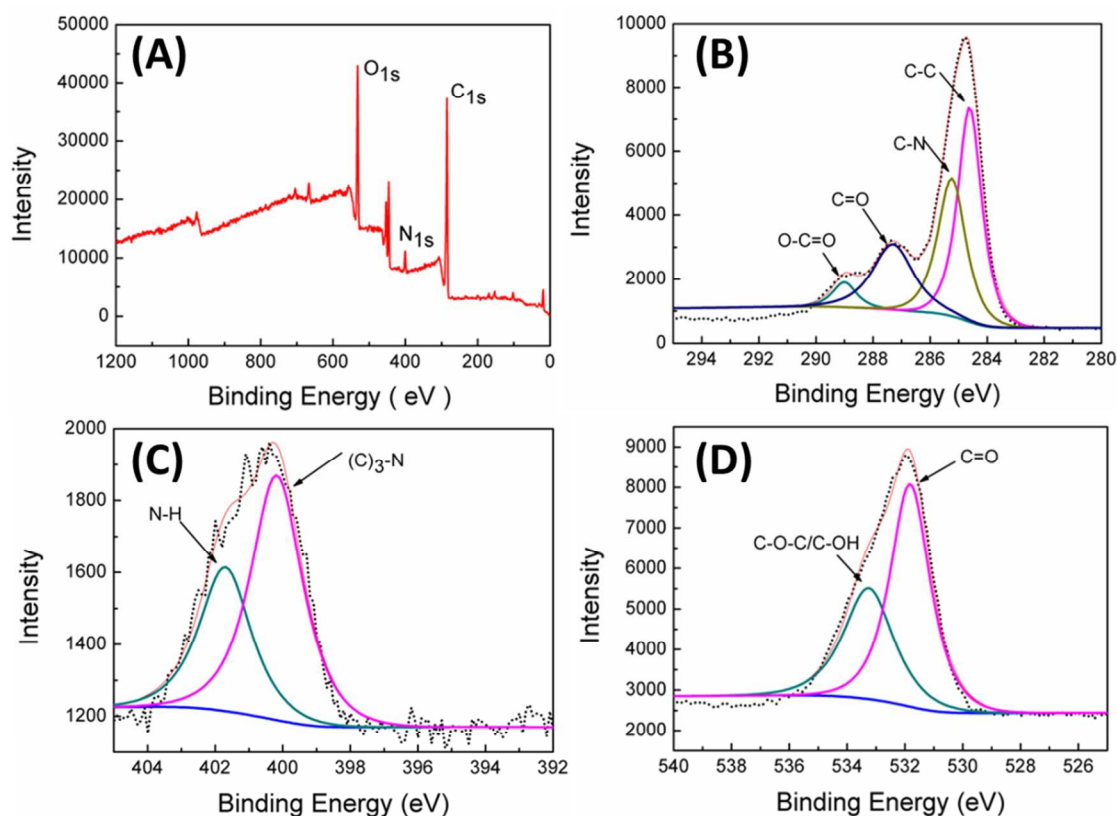 (A)
O1s
C1s
N1s
50000
40000
30000
20000
10000
0
1200 1000 800 600 400 200 0
Intensity
Binding Energy ( eV )
(B)
C-C
C-N
C=O
O-C=O
10000
8000
6000
4000
2000
0
294 292 290 288 286 284 282 280
Intensity
Binding Energy (eV)
(C)
(C)3-N
N-H
2000
1800
1600
1400
1200
404 402 400 398 396 394 392
Intensity
Binding Energy (eV)
(D)
C=O
C-O-C/C-OH
9000
8000
7000
6000
5000
4000
3000
2000
540 538 536 534 532 530 528 526
Intensity
Binding Energy (eV)